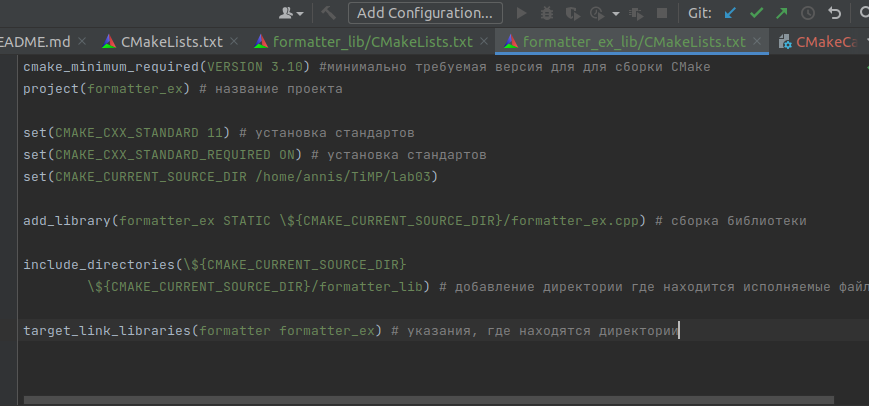 Add Configuration... Git:
EADME.md CMakeLists.txt formatter_lib/CMakeLists.txt formatter_ex_lib/CMakeLists.txt CMakeCa
cmake_minimum_required(VERSION 3.10) #минимально требуемая версия для для сборки CMake
project(formatter_ex) # название проекта
set(CMAKE_CXX_STANDARD 11) # установка стандартов
set(CMAKE_CXX_STANDARD_REQUIRED ON) # установка стандартов
set(CMAKE_CURRENT_SOURCE_DIR /home/annis/TiMP/lab03)
add_library(formatter_ex STATIC \${CMAKE_CURRENT_SOURCE_DIR}/formatter_ex.cpp) # сборка библиотеки
include_directories(\${CMAKE_CURRENT_SOURCE_DIR}
\${CMAKE_CURRENT_SOURCE_DIR}/formatter_lib) # добавление директории где находится исполняемые файл
target_link_libraries(formatter formatter_ex) # указания, где находятся директории